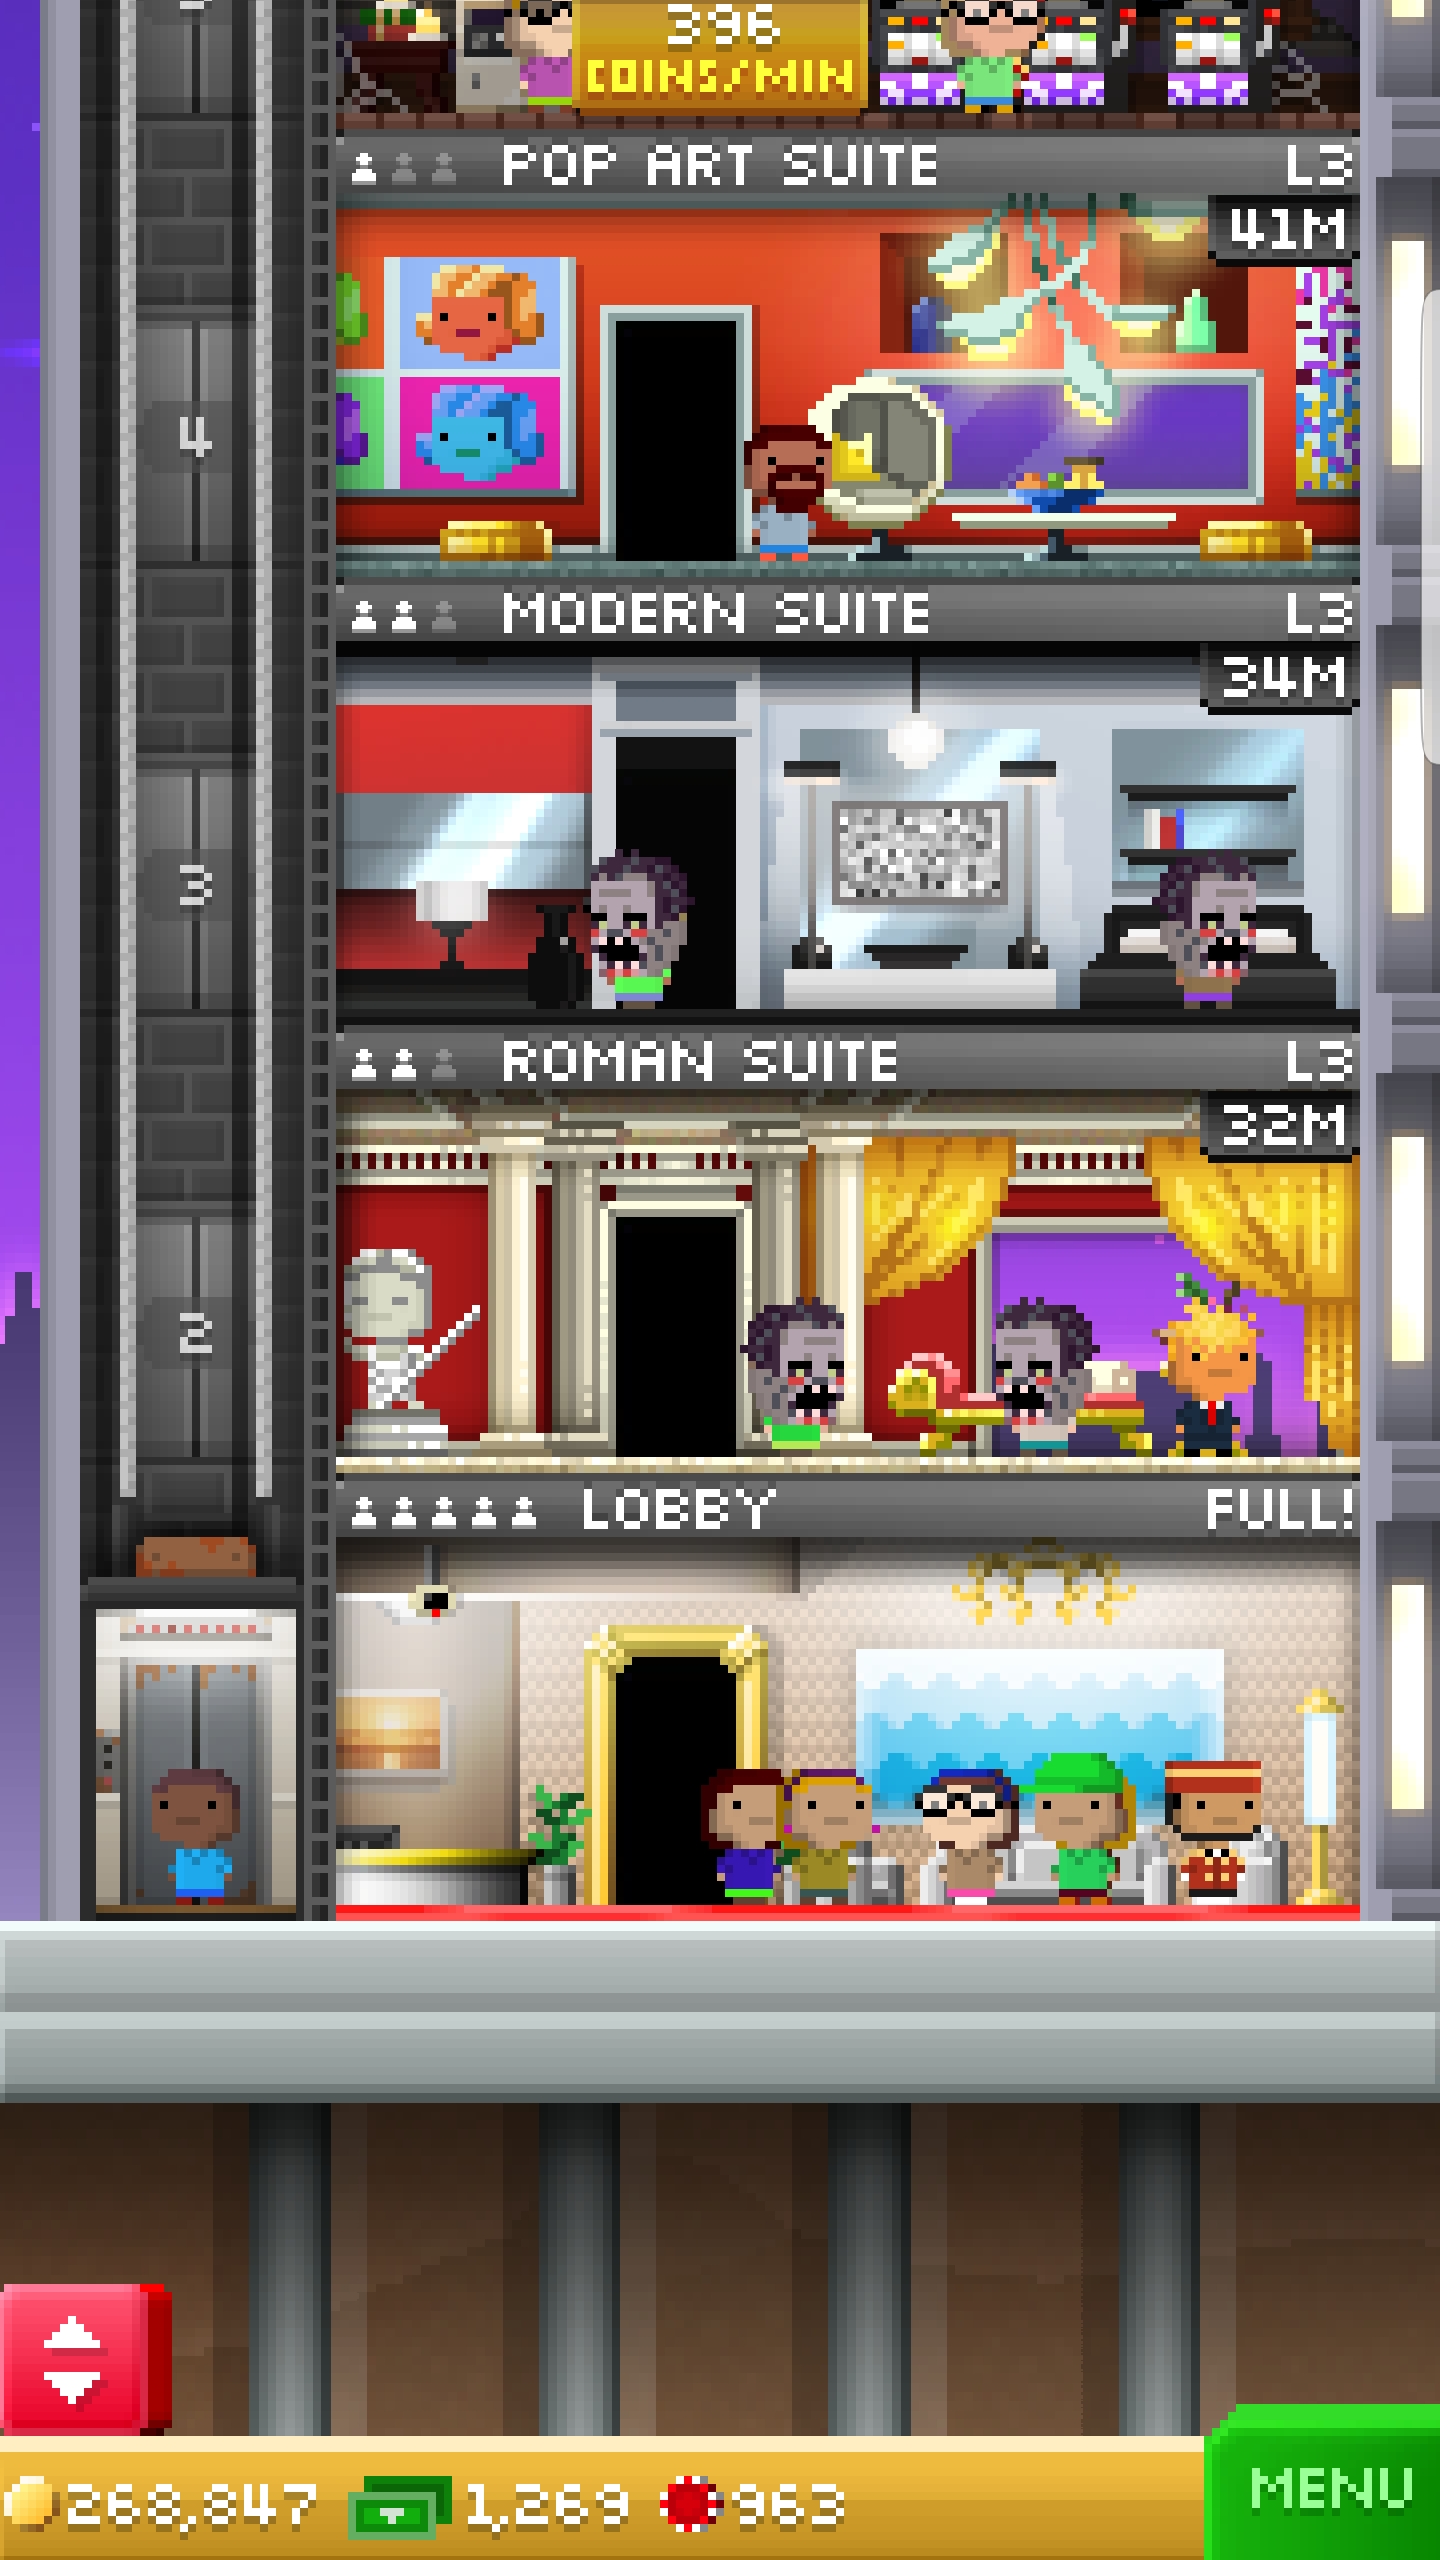 396
COINS/MIN
POP ART SUITE L3
41M
4
MODERN SUITE L3
34M
3
ROMAN SUITE L3
32M
2
LOBBY FULL!
268,847 1,269 963 MENU